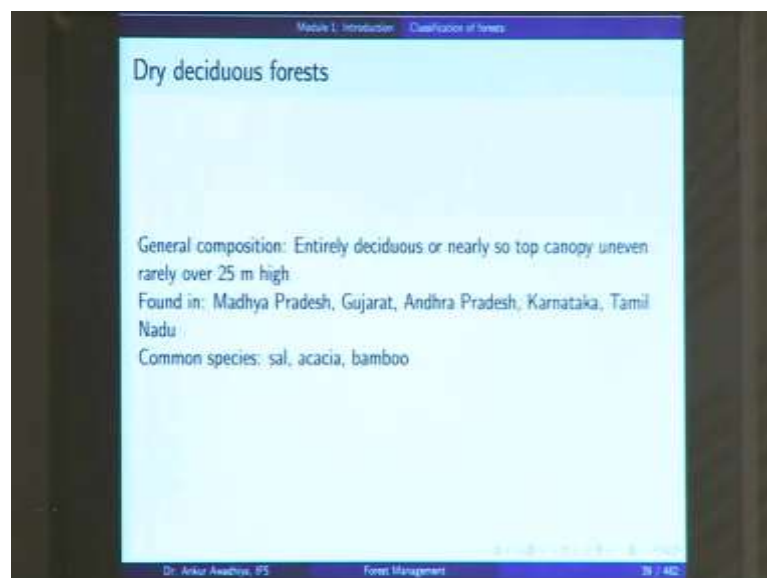 Module 1: Introduction Classification of forests
Dry deciduous forests
General composition: Entirely deciduous or nearly so top canopy uneven
rarely over 25 m high
Found in: Madhya Pradesh, Gujarat, Andhra Pradesh, Karnataka, Tamil
Nadu
Common species: sal, acacia, bamboo
Dr. Ankur Awadhiya, IFS Forest Management / 462